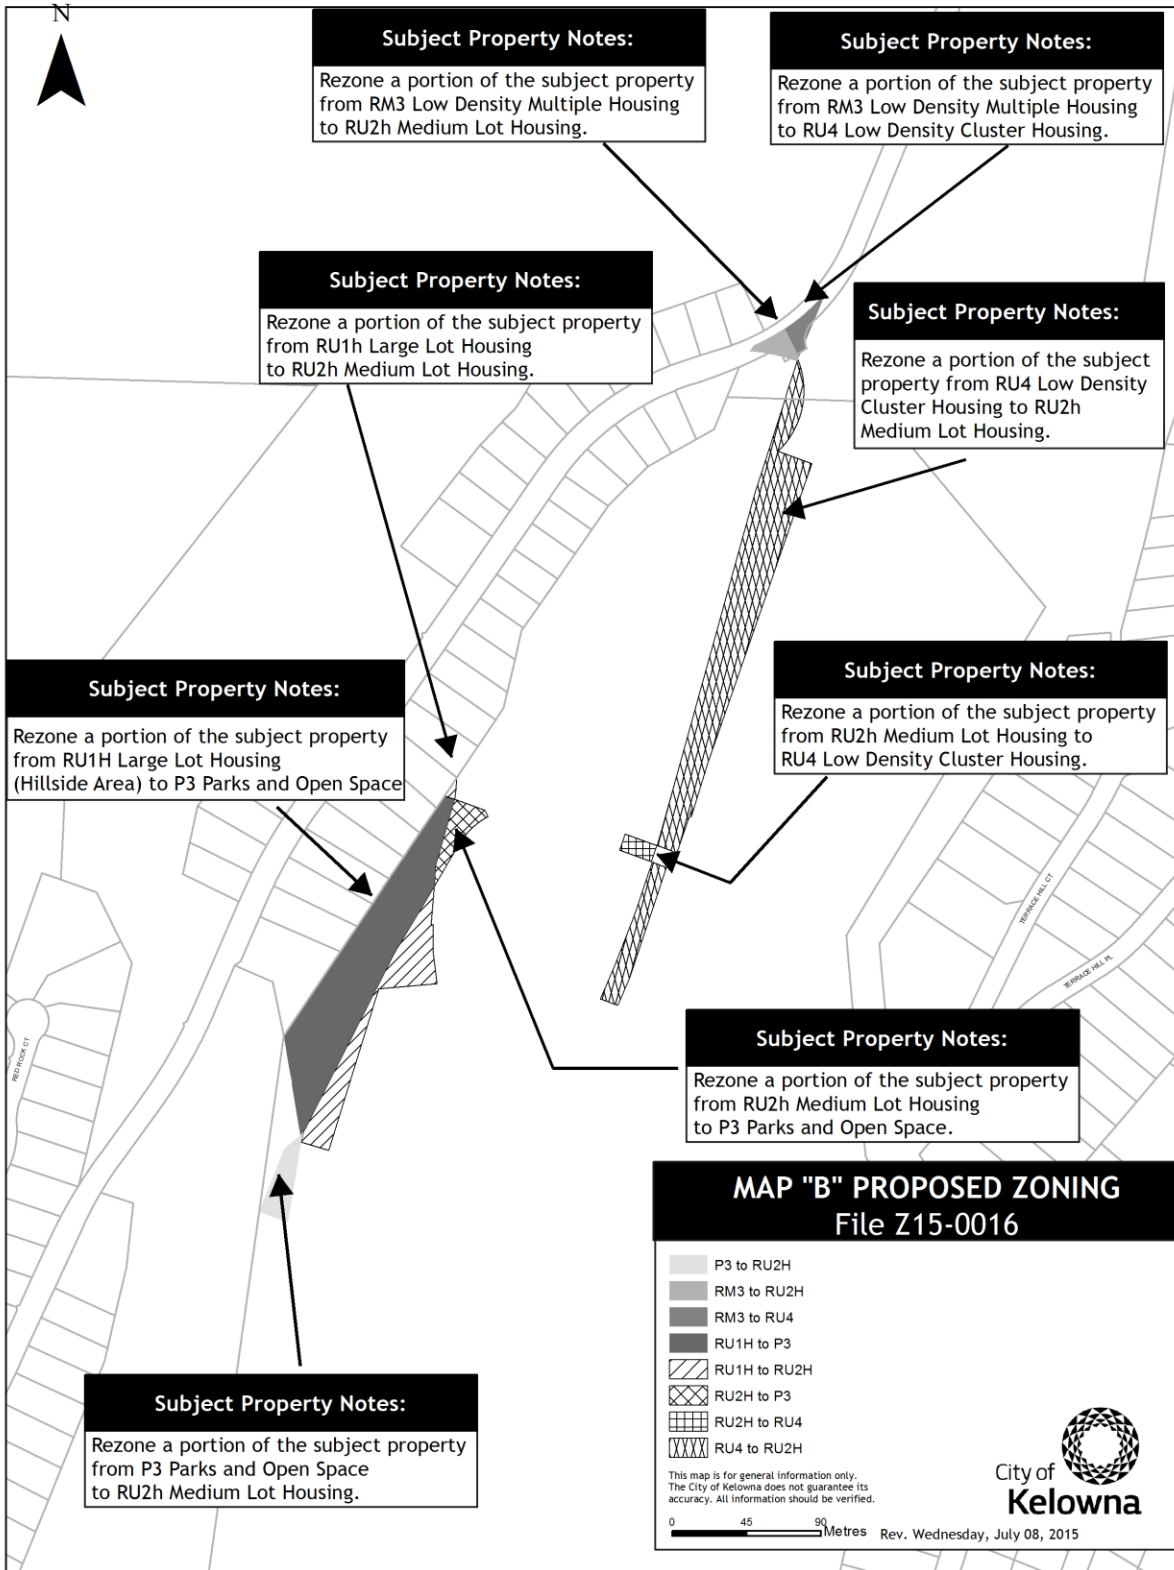 N
Subject Property Notes:
Rezone a portion of the subject property
from RM3 Low Density Multiple Housing
to RU2h Medium Lot Housing.
Subject Property Notes:
Rezone a portion of the subject property
from RM3 Low Density Multiple Housing
to RU4 Low Density Cluster Housing.
Subject Property Notes:
Rezone a portion of the subject property
from RU1h Large Lot Housing
to RU2h Medium Lot Housing.
Subject Property Notes:
Rezone a portion of the subject
property from RU4 Low Density
Cluster Housing to RU2h
Medium Lot Housing.
Subject Property Notes:
Rezone a portion of the subject property
from RU1H Large Lot Housing
(Hillside Area) to P3 Parks and Open Space
Subject Property Notes:
Rezone a portion of the subject property
from RU2h Medium Lot Housing to
RU4 Low Density Cluster Housing.
TERRACE HILL CT
TERRACE HILL PL
RED ROCK CT
Subject Property Notes:
Rezone a portion of the subject property
from RU2h Medium Lot Housing
to P3 Parks and Open Space.
Subject Property Notes:
Rezone a portion of the subject property
from P3 Parks and Open Space
to RU2h Medium Lot Housing.
MAP "B" PROPOSED ZONING
File Z15-0016
P3 to RU2H
RM3 to RU2H
RM3 to RU4
RU1H to P3
RU1H to RU2H
RU2H to P3
RU2H to RU4
RU4 to RU2H
This map is for general information only.
The City of Kelowna does not guarantee its
accuracy. All information should be verified.
0 45 90 Metres
City of
Kelowna
Rev. Wednesday, July 08, 2015